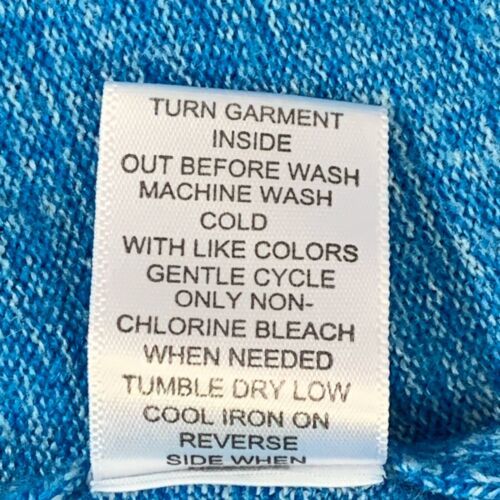 TURN GARMENT
INSIDE
OUT BEFORE WASH
MACHINE WASH
COLD
WITH LIKE COLORS
GENTLE CYCLE
ONLY NON-
CHLORINE BLEACH
WHEN NEEDED
TUMBLE DRY LOW
COOL IRON ON
REVERSE
SIDE WHEN